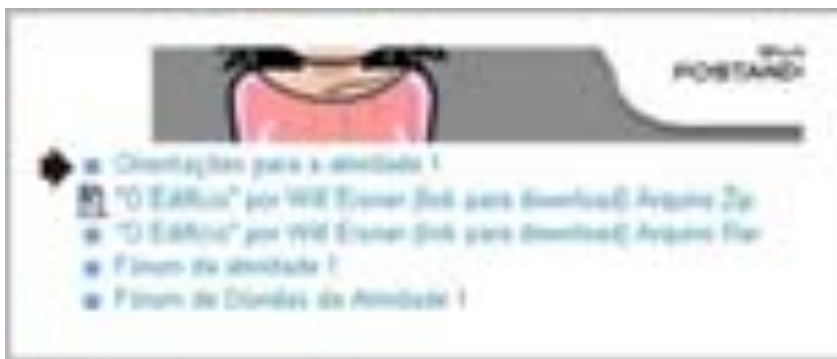 POSTAND
Orientações para a atividade 1
"O Edifício" por Will Eisner (link para download) Arquivo Zip
"O Edifício" por Will Eisner (link para download) Arquivo Rar
Fórum da atividade 1
Fórum de Dúvidas da Atividade 1